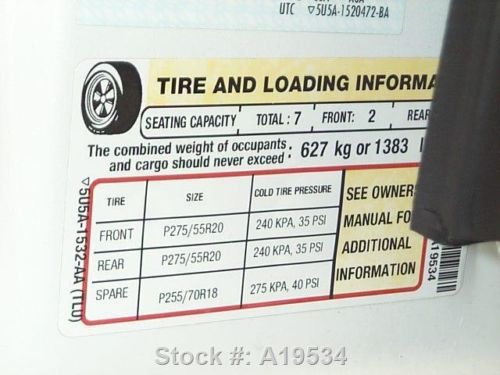 UTC ▽5U5A-1520472-BA
TIRE AND LOADING INFORMA
SEATING CAPACITY TOTAL : 7 FRONT: 2 REAR
The combined weight of occupants
and cargo should never exceed : 627 kg or 1383
TIRE SIZE COLD TIRE PRESSURE
FRONT P275/55R20 240 KPA, 35 PSI
REAR P275/55R20 240 KPA, 35 PSI
SPARE P255/70R18 275 KPA, 40 PSI
SEE OWNER
MANUAL FO
ADDITIONAL
INFORMATION
▽5U5A-1532-AA (1L0)
19534
Stock #: A19534